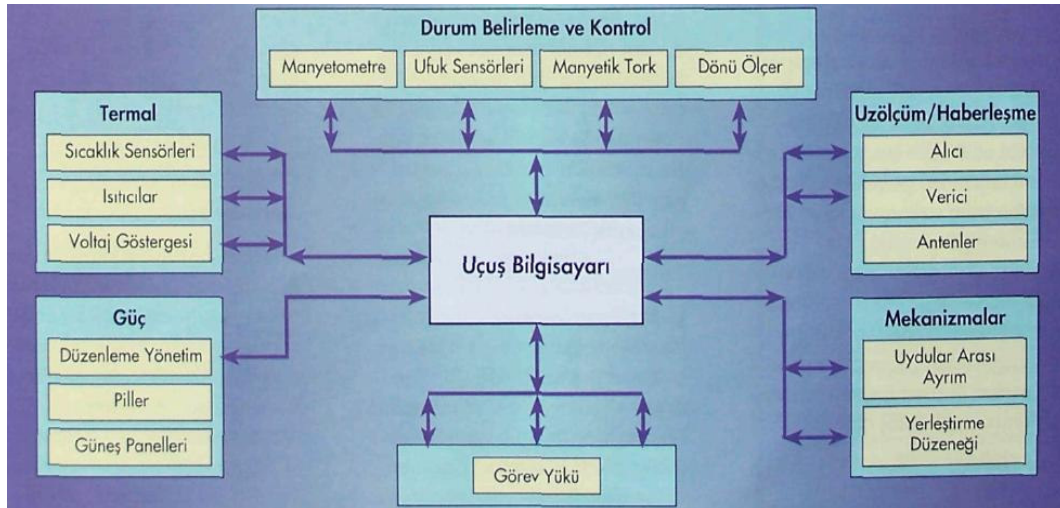 Durum Belirleme ve Kontrol
Manyetometre
Ufuk Sensörleri
Manyetik Tork
Dönü Ölçer
Termal
Sıcaklık Sensörleri
Isıtıcılar
Voltaj Göstergesi
Uzölçüm/Haberleşme
Alıcı
Verici
Antenler
Uçuş Bilgisayarı
Güç
Düzenleme Yönetim
Piller
Güneş Panelleri
Mekanizmalar
Uydular Arası
Ayrım
Yerleştirme
Düzeneği
Görev Yükü